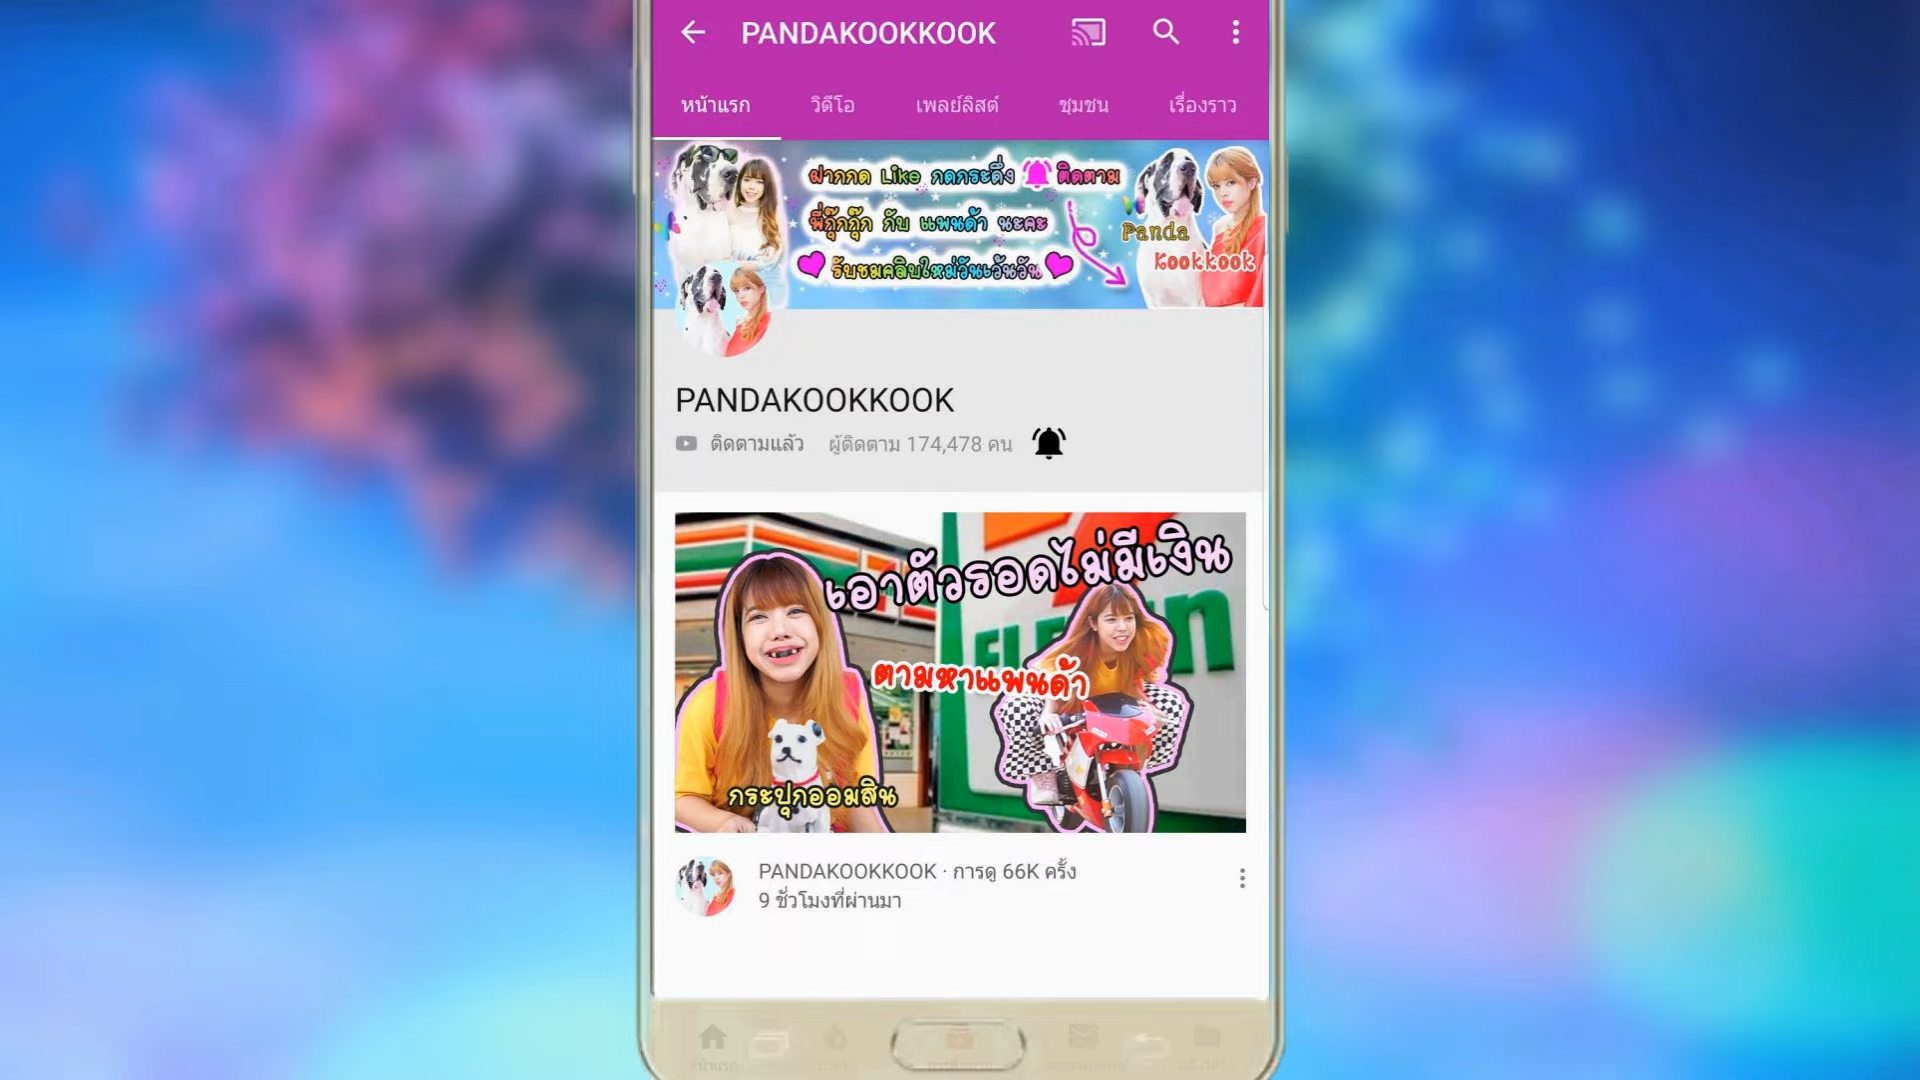 PANDAKOOKKOOK
หน้าแรก วิดีโอ เพลย์ลิสต์ ชุมชน เรื่องราว
ฝากกด Like กดกระดิ่ง ติดตาม
พี่กุ๊กกุ๊ก กับ แพนด้า นะคะ
รับชมคลิปใหม่วันเว้นวัน
Panda
Kookkook
PANDAKOOKKOOK
ติดตามแล้ว ผู้ติดตาม 174,478 คน
เอาตัวรอดไม่มีเงิน
ตามหาแพนด้า
กระปุกออมสิน
PANDAKOOKKOOK · การดู 66K ครั้ง
9 ชั่วโมงที่ผ่านมา
หน้าแรก